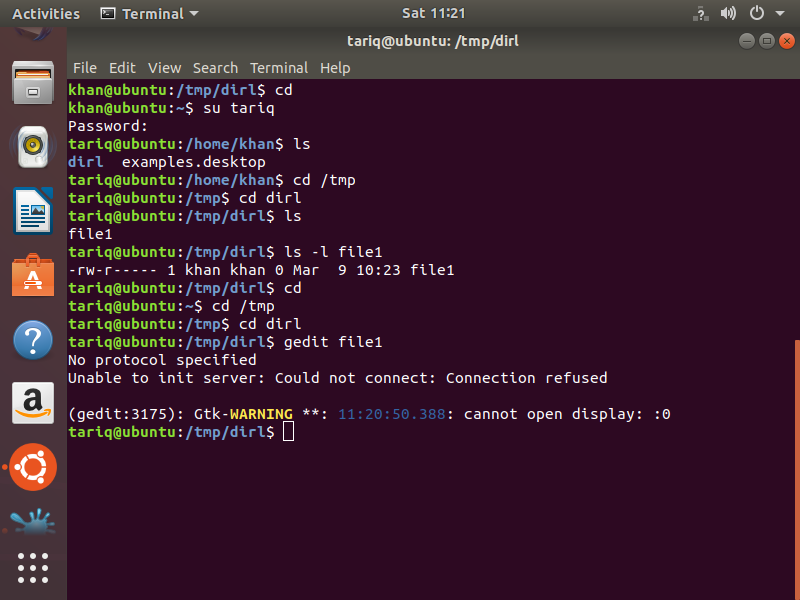 Activities Terminal Sat 11:21
tariq@ubuntu: /tmp/dirl
File Edit View Search Terminal Help
khan@ubuntu:/tmp/dirl$ cd
khan@ubuntu:~$ su tariq
Password:
tariq@ubuntu:/home/khan$ ls
dirl  examples.desktop
tariq@ubuntu:/home/khan$ cd /tmp
tariq@ubuntu:/tmp$ cd dirl
tariq@ubuntu:/tmp/dirl$ ls
file1
tariq@ubuntu:/tmp/dirl$ ls -l file1
-rw-r----- 1 khan khan 0 Mar  9 10:23 file1
tariq@ubuntu:/tmp/dirl$ cd
tariq@ubuntu:~$ cd /tmp
tariq@ubuntu:/tmp$ cd dirl
tariq@ubuntu:/tmp/dirl$ gedit file1
No protocol specified
Unable to init server: Could not connect: Connection refused
(gedit:3175): Gtk-WARNING **: 11:20:50.388: cannot open display: :0
tariq@ubuntu:/tmp/dirl$